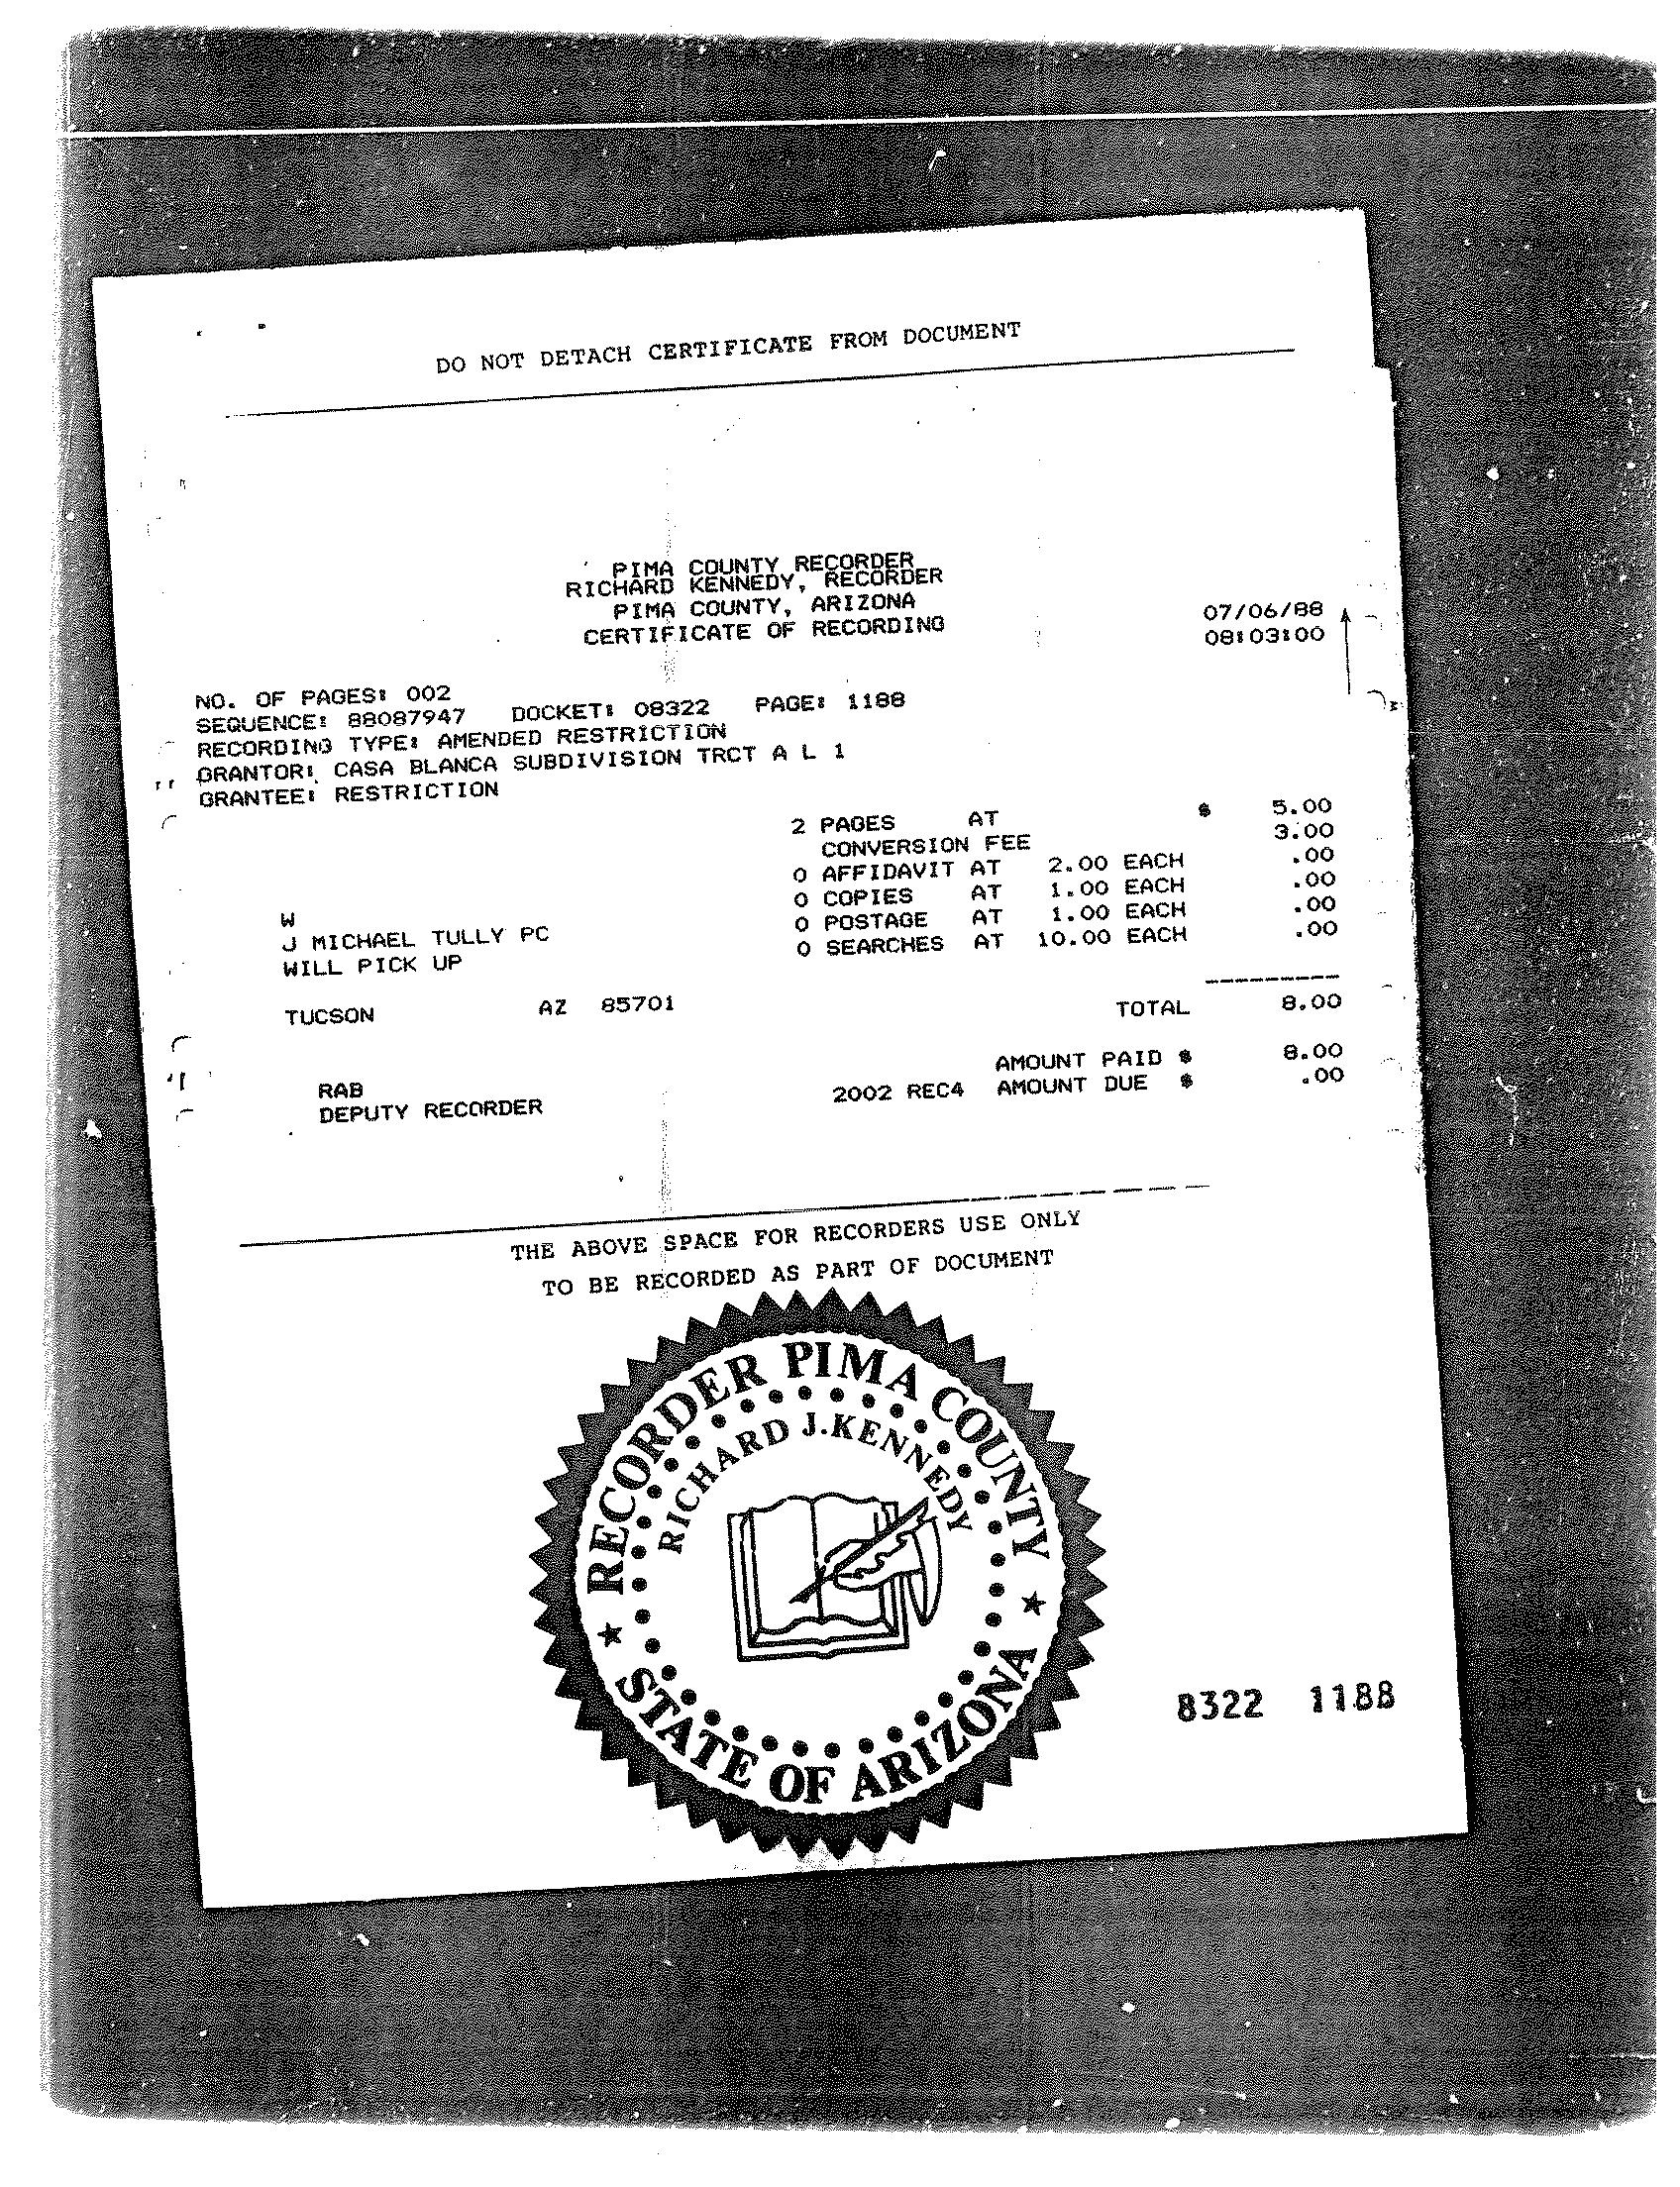 DO NOT DETACH CERTIFICATE FROM DOCUMENT
PIMA COUNTY RECORDER
RICHARD KENNEDY, RECORDER
PIMA COUNTY, ARIZONA
CERTIFICATE OF RECORDING
07/06/88
08:03:00
NO. OF PAGES: 002
SEQUENCE: 88087947 DOCKET: 08322 PAGE: 1188
RECORDING TYPE: AMENDED RESTRICTION
GRANTOR: CASA BLANCA SUBDIVISION TRCT A L 1
GRANTEE: RESTRICTION
2 PAGES AT $ 5.00
CONVERSION FEE 3.00
0 AFFIDAVIT AT 2.00 EACH .00
0 COPIES AT 1.00 EACH .00
0 POSTAGE AT 1.00 EACH .00
0 SEARCHES AT 10.00 EACH .00
W
J MICHAEL TULLY PC
WILL PICK UP
TUCSON AZ 85701
TOTAL 8.00
AMOUNT PAID $ 8.00
2002 REC4 AMOUNT DUE $ .00
RAB
DEPUTY RECORDER
THE ABOVE SPACE FOR RECORDERS USE ONLY
TO BE RECORDED AS PART OF DOCUMENT
RECORDER PIMA COUNTY
RICHARD J. KENNEDY
STATE OF ARIZONA
8322 1188